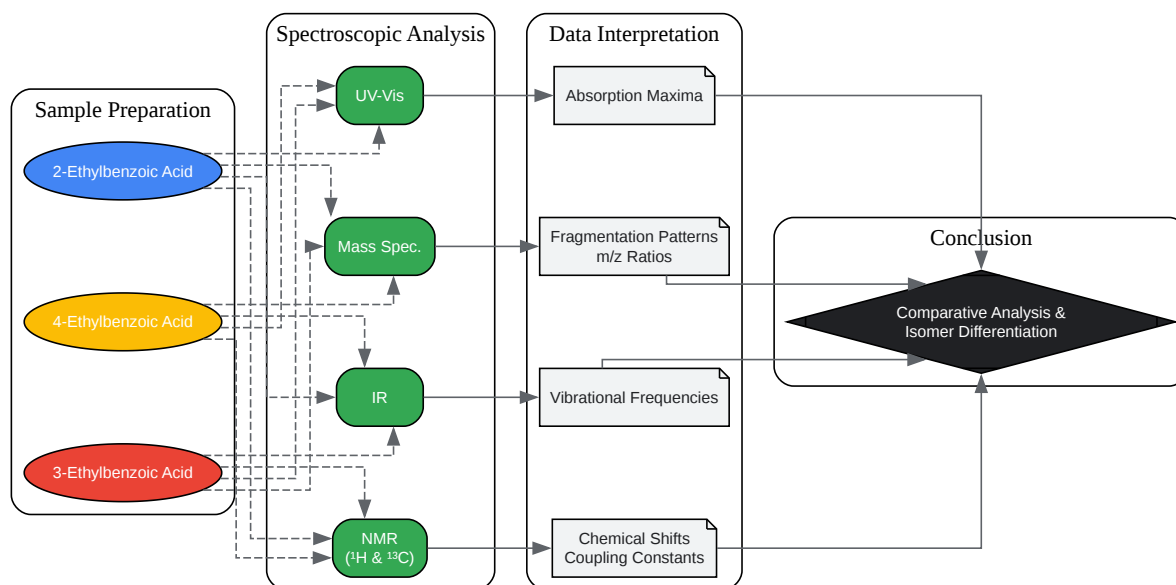 Sample Preparation
2-Ethylbenzoic Acid
4-Ethylbenzoic Acid
3-Ethylbenzoic Acid
Spectroscopic Analysis
UV-Vis
Mass Spec.
IR
NMR
(¹H & ¹³C)
Data Interpretation
Absorption Maxima
Fragmentation Patterns
m/z Ratios
Vibrational Frequencies
Chemical Shifts
Coupling Constants
Conclusion
Comparative Analysis &
Isomer Differentiation